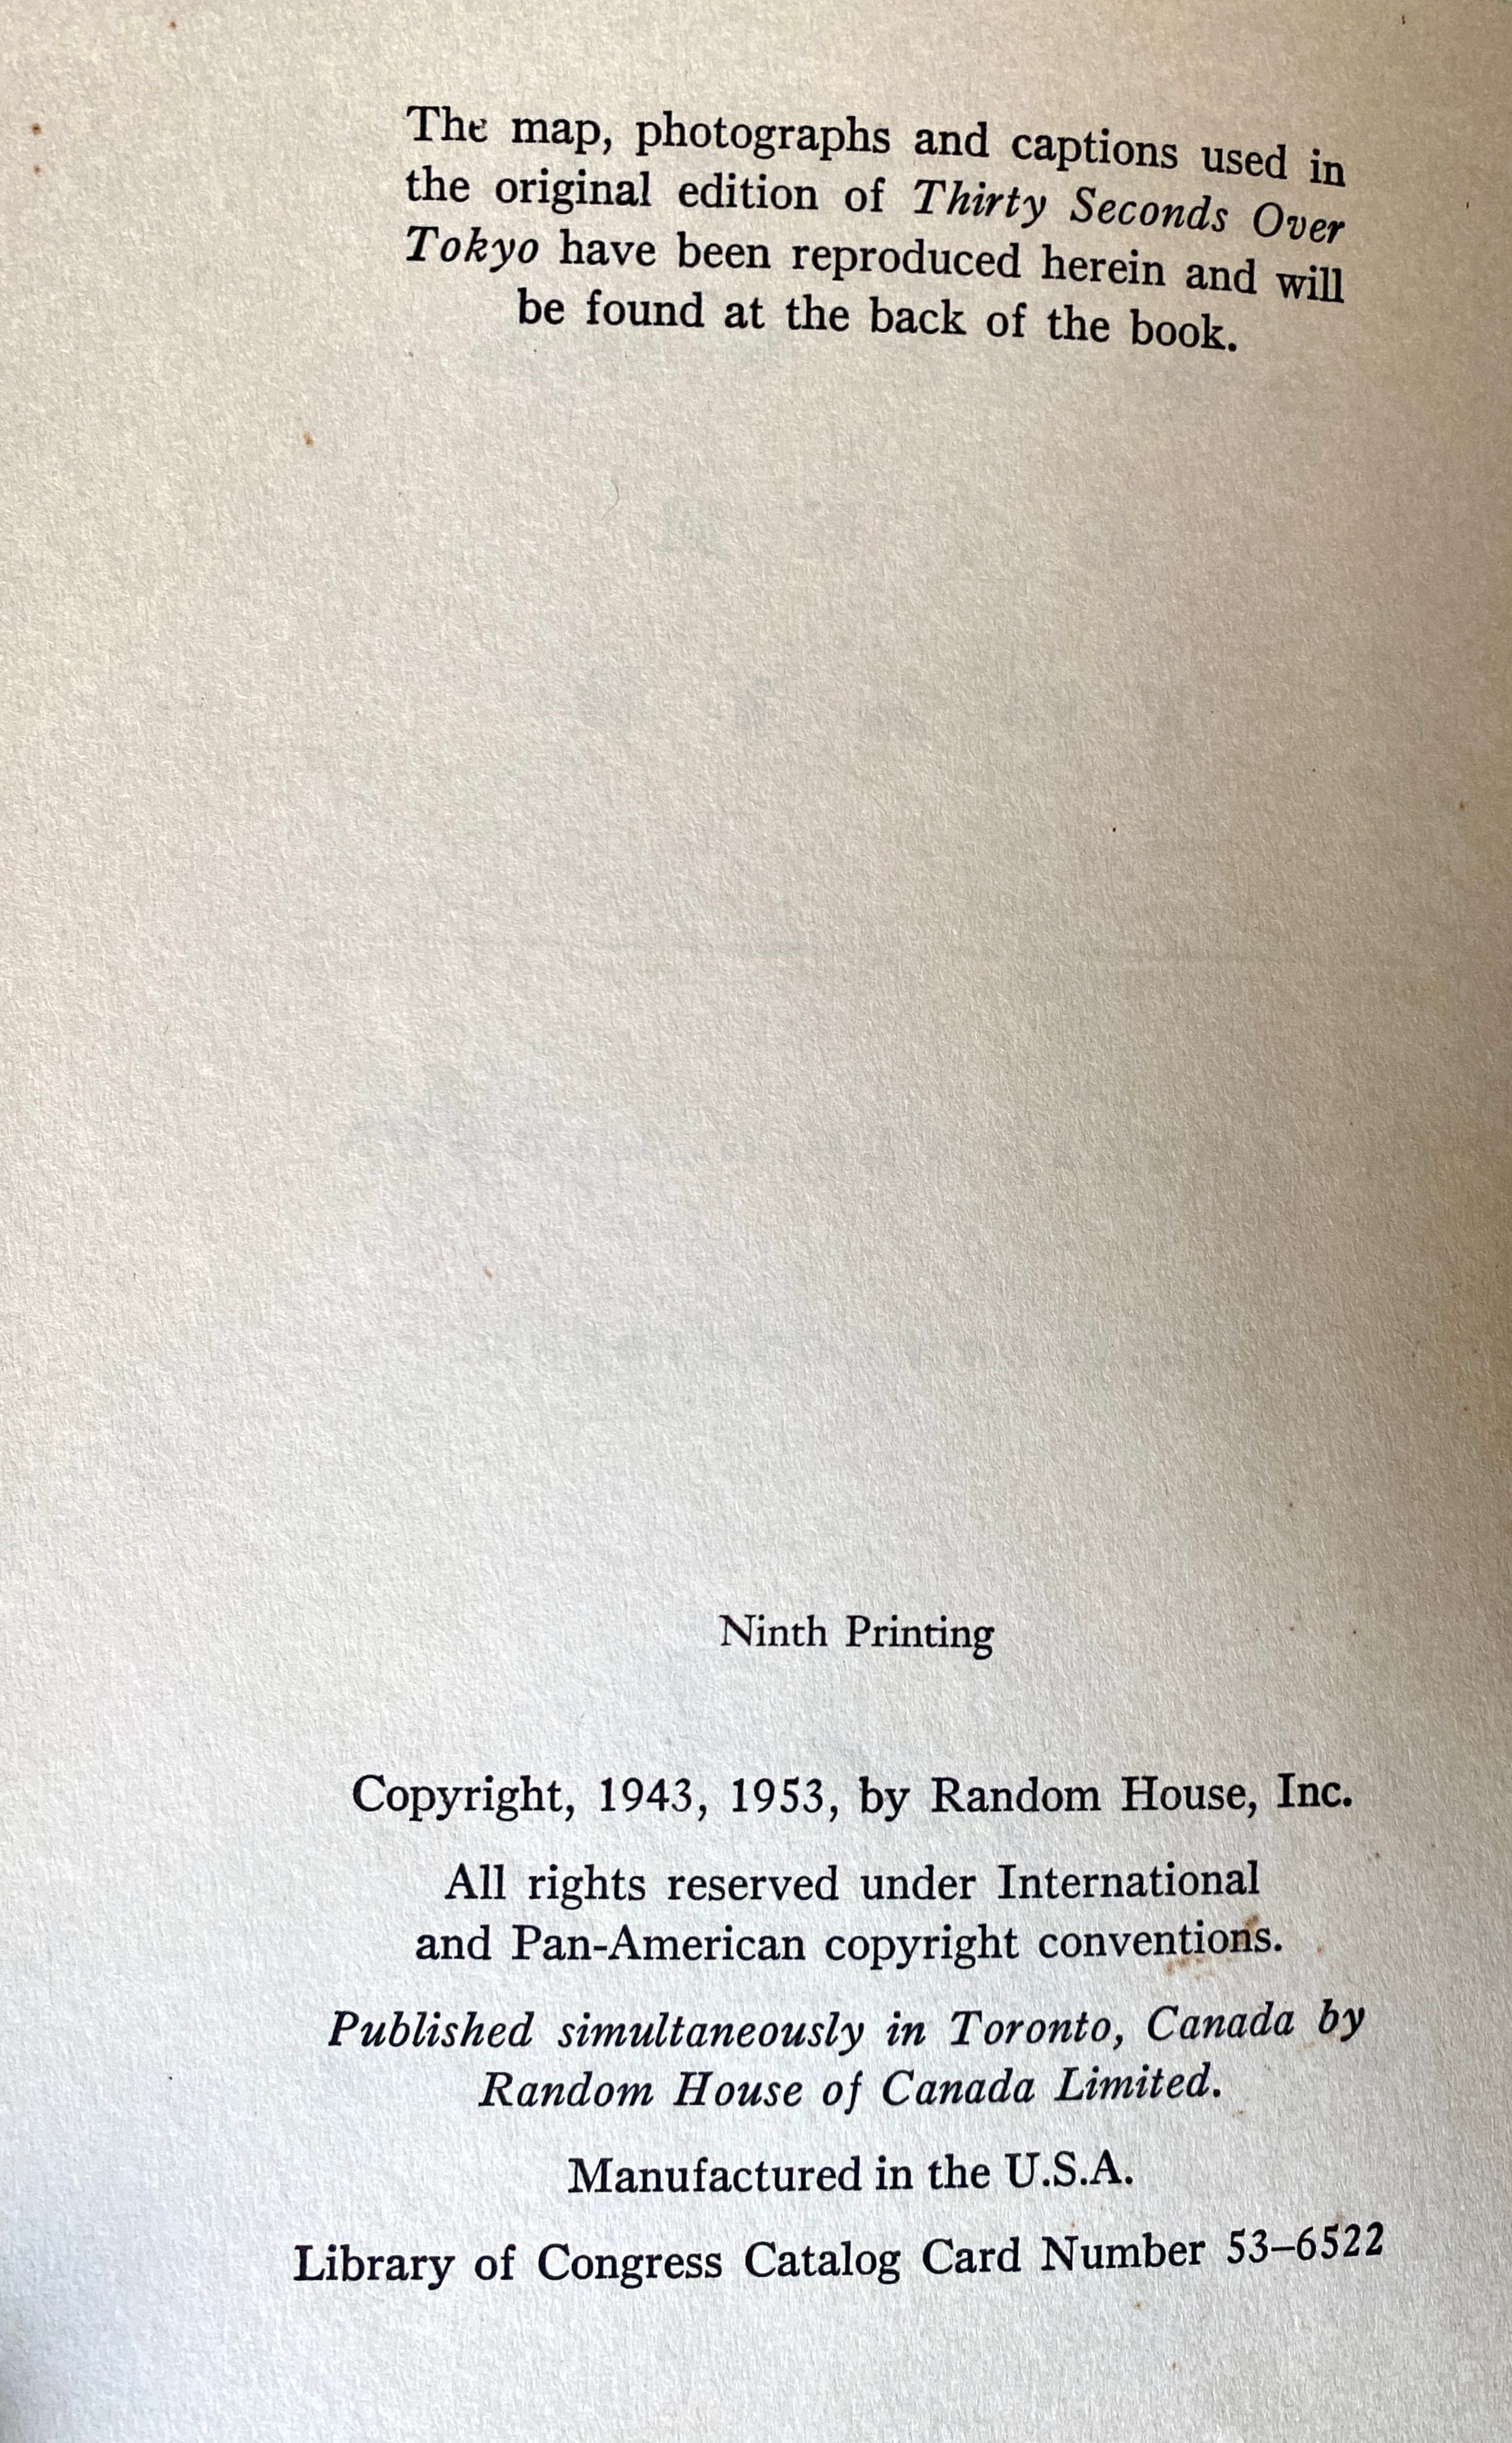 The map, photographs and captions used in
the original edition of Thirty Seconds Over
Tokyo have been reproduced herein and will
be found at the back of the book.
Ninth Printing
Copyright, 1943, 1953, by Random House, Inc.
All rights reserved under International
and Pan-American copyright conventions.
Published simultaneously in Toronto, Canada by
Random House of Canada Limited.
Manufactured in the U.S.A.
Library of Congress Catalog Card Number 53–6522